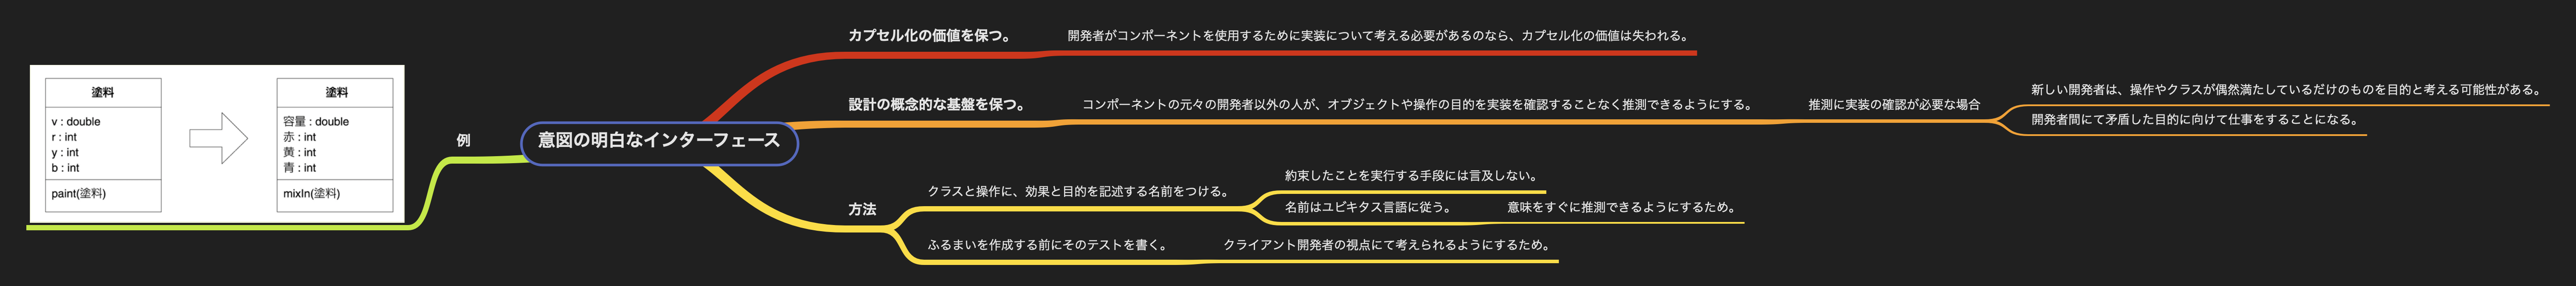 意図の明白なインターフェース
カプセル化の価値を保つ。
開発者がコンポーネントを使用するために実装について考える必要があるのなら、カプセル化の価値は失われる。
設計の概念的な基盤を保つ。
コンポーネントの元々の開発者以外の人が、オブジェクトや操作の目的を実装を確認することなく推測できるようにする。
推測に実装の確認が必要な場合
新しい開発者は、操作やクラスが偶然満たしているだけのものを目的と考える可能性がある。
開発者間にて矛盾した目的に向けて仕事をすることになる。
方法
クラスと操作に、効果と目的を記述する名前をつける。
約束したことを実行する手段には言及しない。
名前はユビキタス言語に従う。
意味をすぐに推測できるようにするため。
ふるまいを作成する前にそのテストを書く。
クライアント開発者の視点にて考えられるようにするため。
例
塗料
v : double
r : int
y : int
b : int
paint(塗料)
塗料
容量 : double
赤 : int
黄 : int
青 : int
mixIn(塗料)